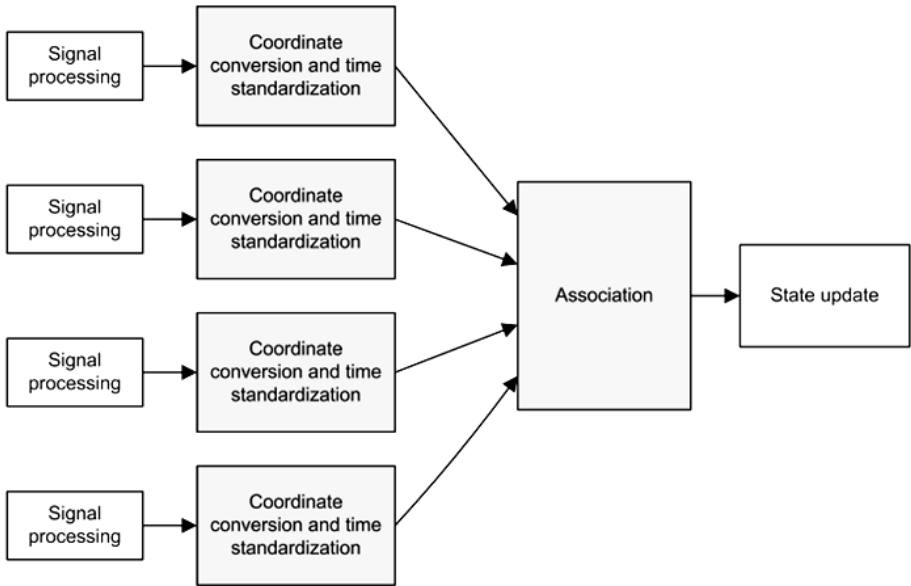 Signal
processing
Coordinate
conversion and time
standardization
Signal
processing
Coordinate
conversion and time
standardization
Signal
processing
Coordinate
conversion and time
standardization
Signal
processing
Coordinate
conversion and time
standardization
Association
State update